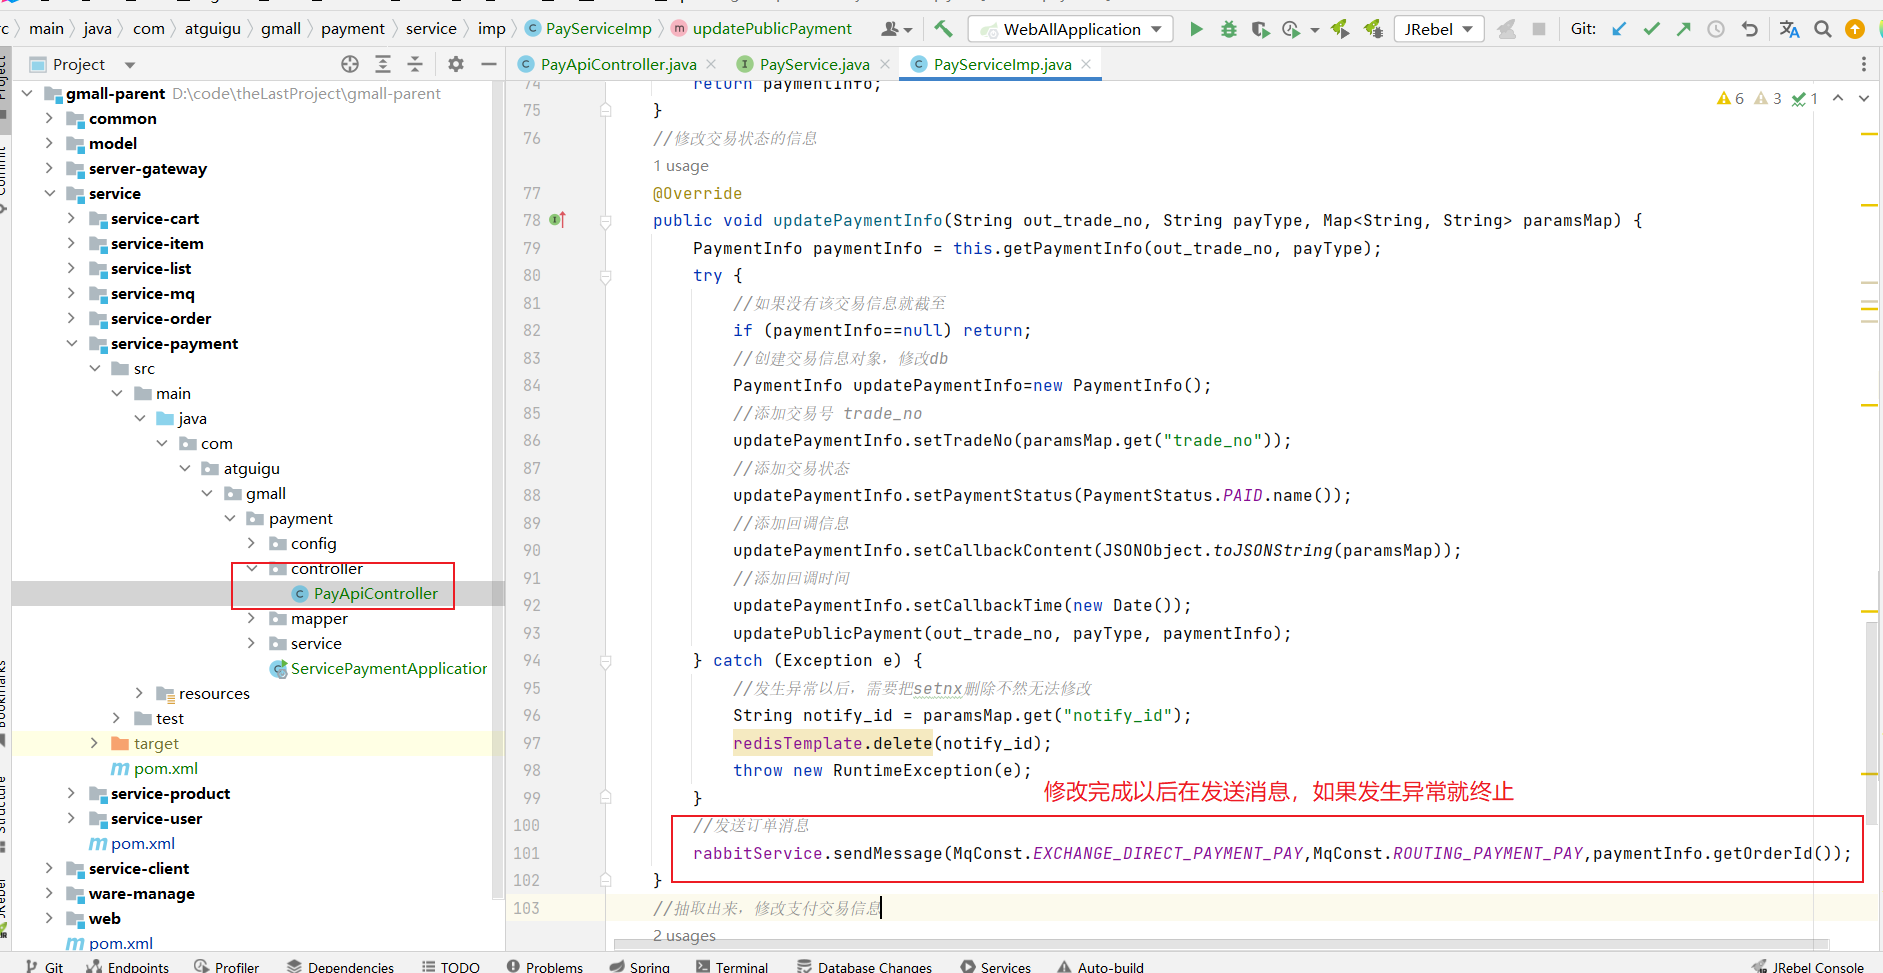 main
java
com
atguigu
gmall
payment
service
imp
PayServiceImp
updatePublicPayment
WebAllApplication
JRebel
Git:
Project
PayApiController.java
PayService.java
PayServiceImp.java
6
3
1
gmall-parent D:\code\theLastProject\gmall-parent
common
model
server-gateway
service
service-cart
service-item
service-list
service-mq
service-order
service-payment
src
main
java
com
atguigu
gmall
payment
config
controller
PayApiController
mapper
service
ServicePaymentApplication
resources
test
target
pom.xml
service-product
service-user
pom.xml
service-client
ware-manage
web
pom.xml
74 return paymentInfo;
75 }
76 //修改交易状态的信息
1 usage
77 @Override
78 public void updatePaymentInfo(String out_trade_no, String payType, Map<String, String> paramsMap) {
79 PaymentInfo paymentInfo = this.getPaymentInfo(out_trade_no, payType);
80 try {
81 //如果没有该交易信息就截至
82 if (paymentInfo==null) return;
83 //创建交易信息对象，修改db
84 PaymentInfo updatePaymentInfo=new PaymentInfo();
85 //添加交易号 trade_no
86 updatePaymentInfo.setTradeNo(paramsMap.get("trade_no"));
87 //添加交易状态
88 updatePaymentInfo.setPaymentStatus(PaymentStatus.PAID.name());
89 //添加回调信息
90 updatePaymentInfo.setCallbackContent(JSONObject.toJSONString(paramsMap));
91 //添加回调时间
92 updatePaymentInfo.setCallbackTime(new Date());
93 updatePublicPayment(out_trade_no, payType, paymentInfo);
94 } catch (Exception e) {
95 //发生异常以后，需要把setnx删除不然无法修改
96 String notify_id = paramsMap.get("notify_id");
97 redisTemplate.delete(notify_id);
98 throw new RuntimeException(e);
修改完成以后在发送消息，如果发生异常就终止
99 }
100 //发送订单消息
101 rabbitService.sendMessage(MqConst.EXCHANGE_DIRECT_PAYMENT_PAY,MqConst.ROUTING_PAYMENT_PAY,paymentInfo.getOrderId());
102 }
103 //抽取出来，修改支付交易信息
2 usages
Git
Endpoints
Profiler
Dependencies
TODO
Problems
Spring
Terminal
Database Changes
Services
Auto-build
JRebel Console